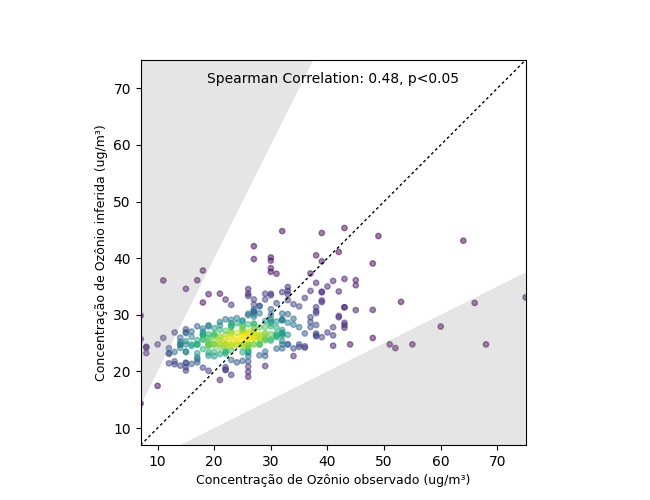 Spearman Correlation: 0.48, p<0.05
Concentração de Ozônio inferida (ug/m³)
70
60
50
40
30
20
10
10 20 30 40 50 60 70
Concentração de Ozônio observado (ug/m³)